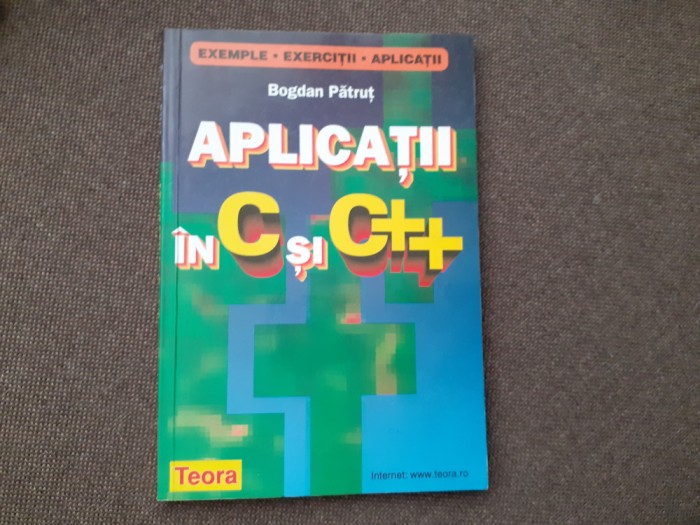 EXEMPLE • EXERCIȚII • APLICAȚII
Bogdan Pătruț
APLICAȚII
ÎN C ȘI C++
Teora
Internet: www.teora.ro